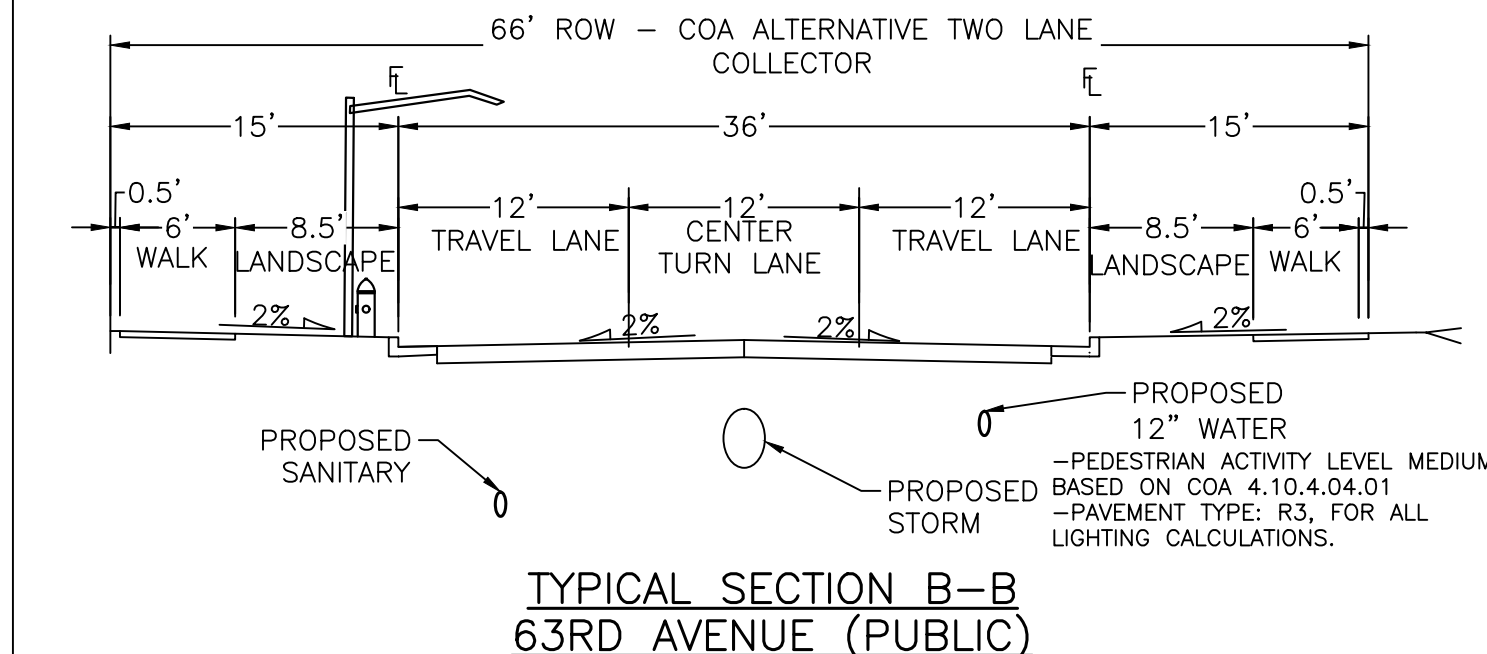 66' ROW – COA ALTERNATIVE TWO LANE
COLLECTOR
FL
FL
15'
36'
15'
0.5'
0.5'
6'
8.5'
12'
12'
12'
8.5'
6'
WALK
LANDSCAPE
TRAVEL LANE
CENTER
TURN LANE
TRAVEL LANE
LANDSCAPE
WALK
2%
2%
2%
2%
PROPOSED
SANITARY
PROPOSED
STORM
PROPOSED
12" WATER
–PEDESTRIAN ACTIVITY LEVEL MEDIUM
BASED ON COA 4.10.4.04.01
–PAVEMENT TYPE: R3, FOR ALL
LIGHTING CALCULATIONS.
TYPICAL SECTION B–B
63RD AVENUE (PUBLIC)